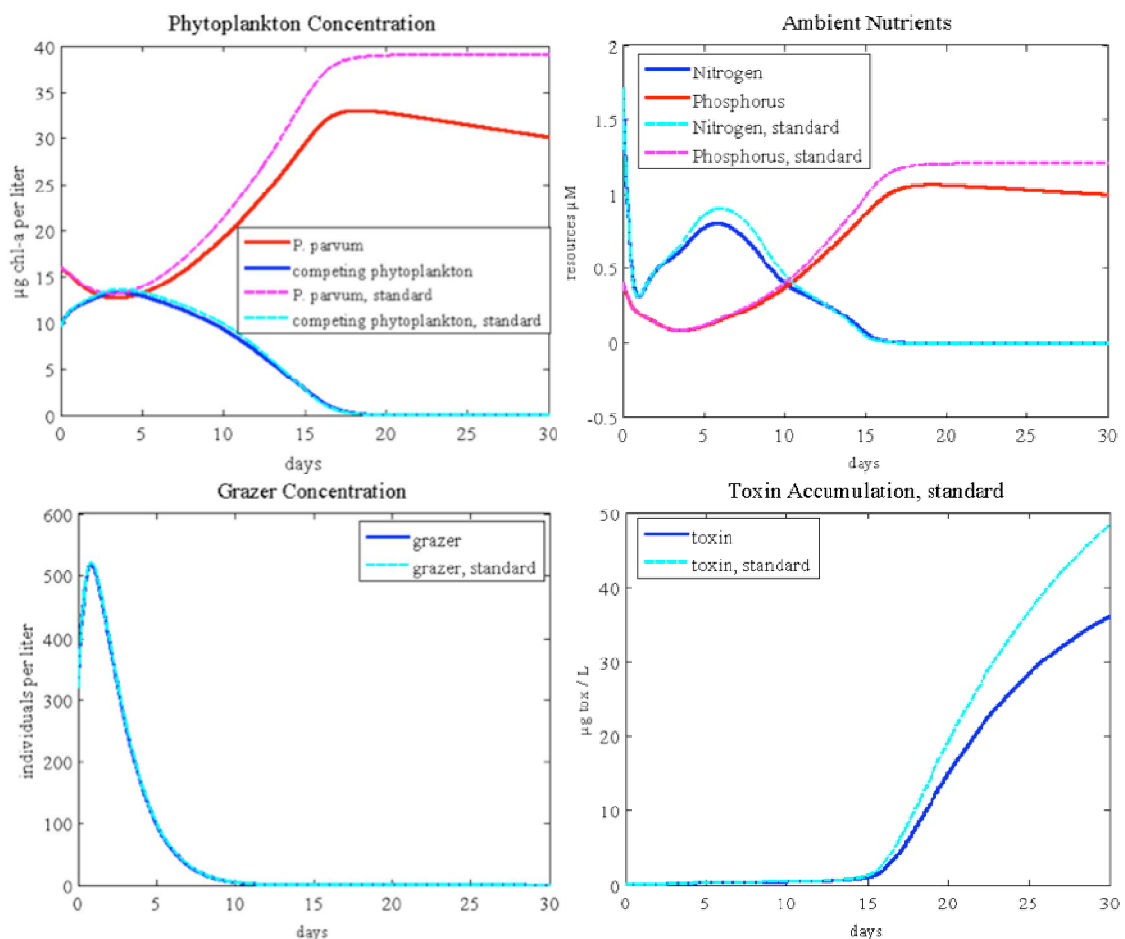 Phytoplankton Concentration
40
35
30
25
20
15
10
5
0
µg chl-a per liter
P. parvum
competing phytoplankton
P. parvum, standard
competing phytoplankton, standard
0 5 10 15 20 25 30
days
Ambient Nutrients
2
1.5
1
0.5
0
-0.5
resources µM
Nitrogen
Phosphorus
Nitrogen, standard
Phosphorus, standard
0 5 10 15 20 25 30
days
Grazer Concentration
600
500
400
300
200
100
0
individuals per liter
grazer
grazer, standard
0 5 10 15 20 25 30
days
Toxin Accumulation, standard
50
40
30
20
10
0
µg tox / L
toxin
toxin, standard
0 5 10 15 20 25 30
days